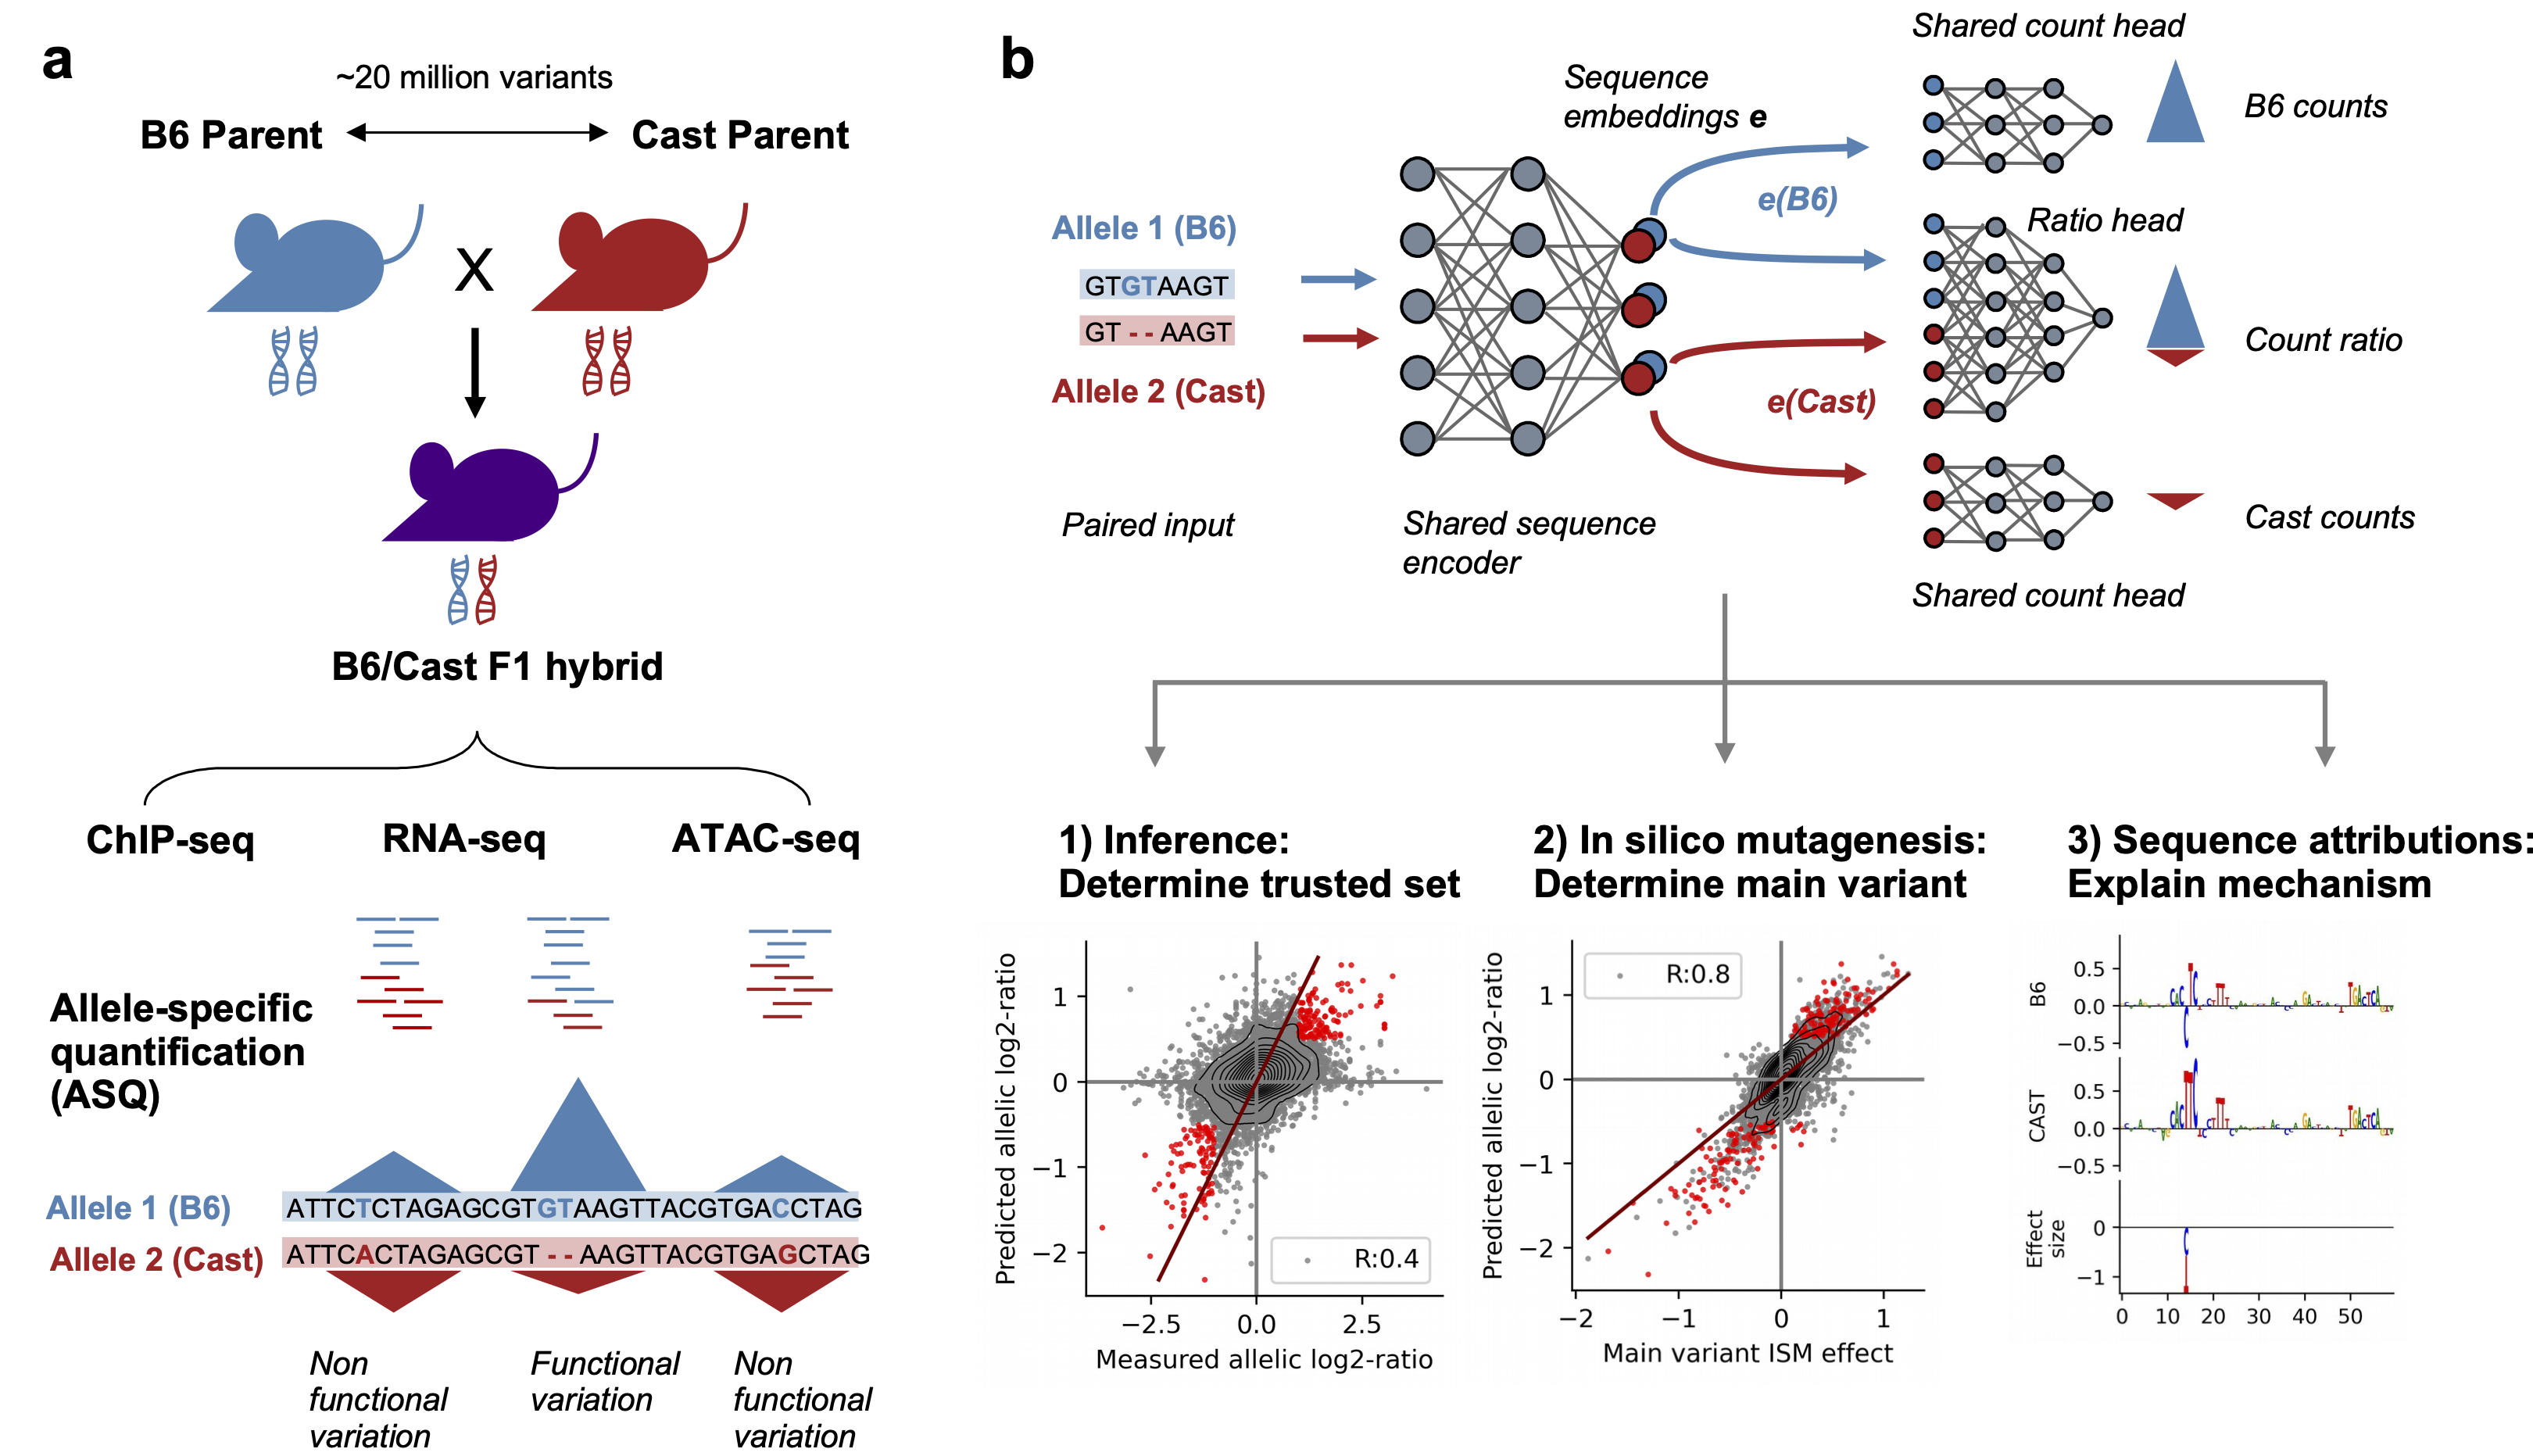 a
~20 million variants
B6 Parent
Cast Parent
X
B6/Cast F1 hybrid
ChIP-seq
RNA-seq
ATAC-seq
Allele-specific
quantification
(ASQ)
Allele 1 (B6)
ATTCTCTAGAGCGTGTAAGTTACGTGACCTAG
Allele 2 (Cast)
ATTCACTAGAGCGT - - AAGTTACGTGAGCTAG
Non
functional
variation
Functional
variation
Non
functional
variation
b
Shared count head
Sequence
embeddings e
B6 counts
e(B6)
Allele 1 (B6)
GTGTAAGT
GT - - AAGT
Allele 2 (Cast)
Ratio head
Count ratio
e(Cast)
Paired input
Shared sequence
encoder
Cast counts
Shared count head
1) Inference:
Determine trusted set
Predicted allelic log2-ratio
1
0
−1
−2
R:0.4
−2.5
0.0
2.5
Measured allelic log2-ratio
2) In silico mutagenesis:
Determine main variant
Predicted allelic log2-ratio
R:0.8
1
0
−1
−2
−2
−1
0
1
Main variant ISM effect
3) Sequence attributions:
Explain mechanism
B6
0.5
0.0
−0.5
CAST
0.5
0.0
−0.5
Effect
size
0
−1
0
10
20
30
40
50